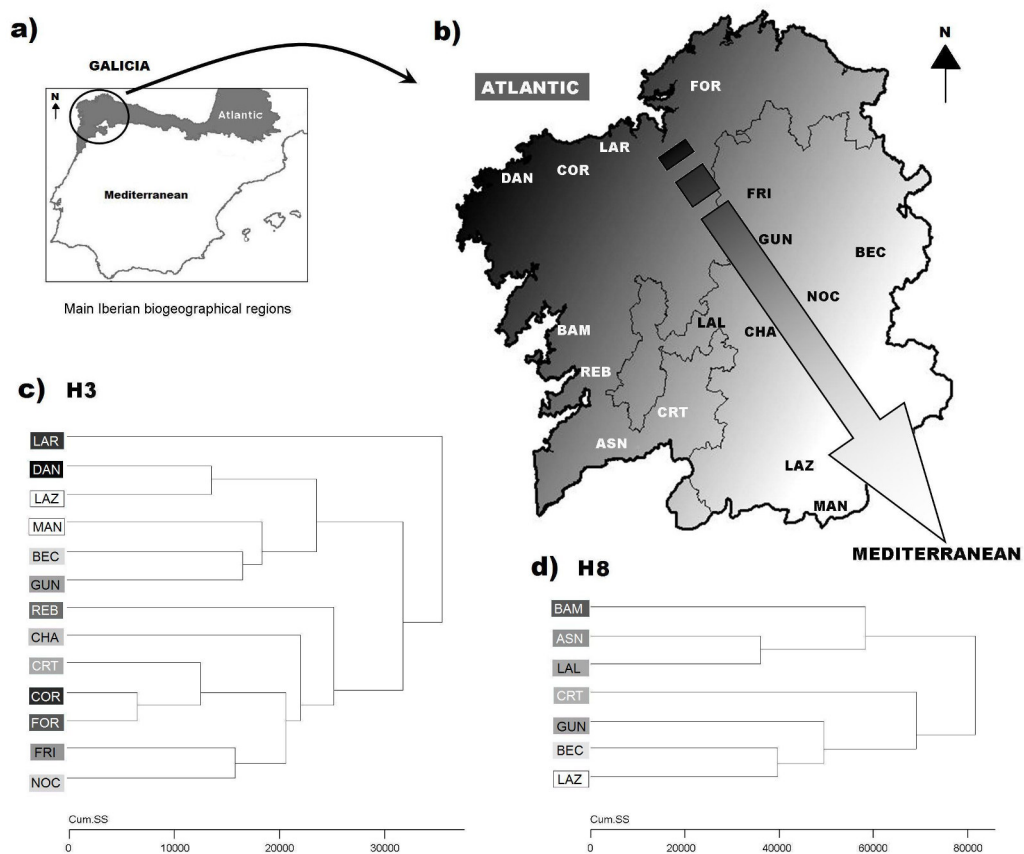 a)
GALICIA
N
Atlantic
Mediterranean
Main Iberian biogeographical regions
b)
N
ATLANTIC
FOR
LAR
COR
DAN
FRI
GUN
BEC
NOC
BAM
LAL
CHA
REB
CRT
ASN
LAZ
MAN
MEDITERRANEAN
c) H3
LAR
DAN
LAZ
MAN
BEC
GUN
REB
CHA
CRT
COR
FOR
FRI
NOC
Cum.SS
0 10000 20000 30000
d) H8
BAM
ASN
LAL
CRT
GUN
BEC
LAZ
Cum.SS
0 20000 40000 60000 80000